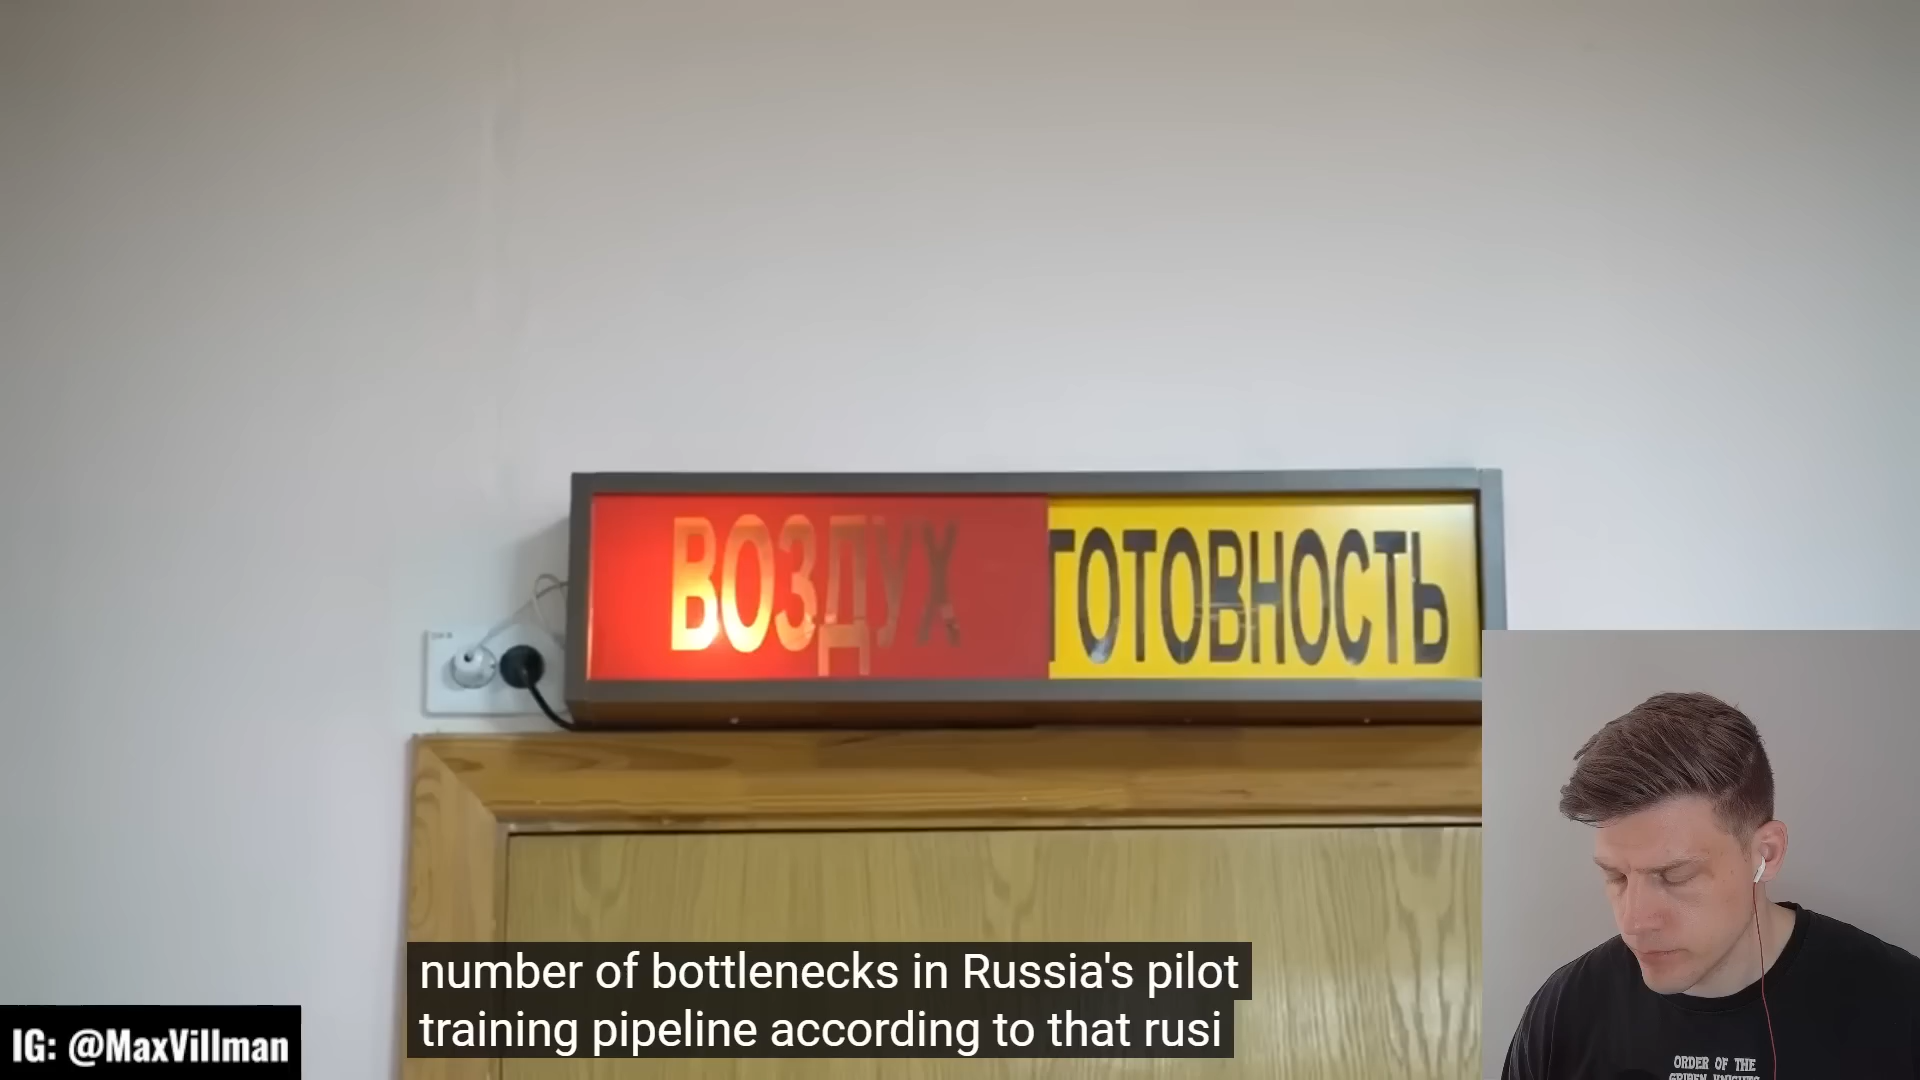 ВОЗДУХ ГОТОВНОСТЬ
number of bottlenecks in Russia's pilot
training pipeline according to that rusi
IG: @MaxVillman
ORDER OF THE